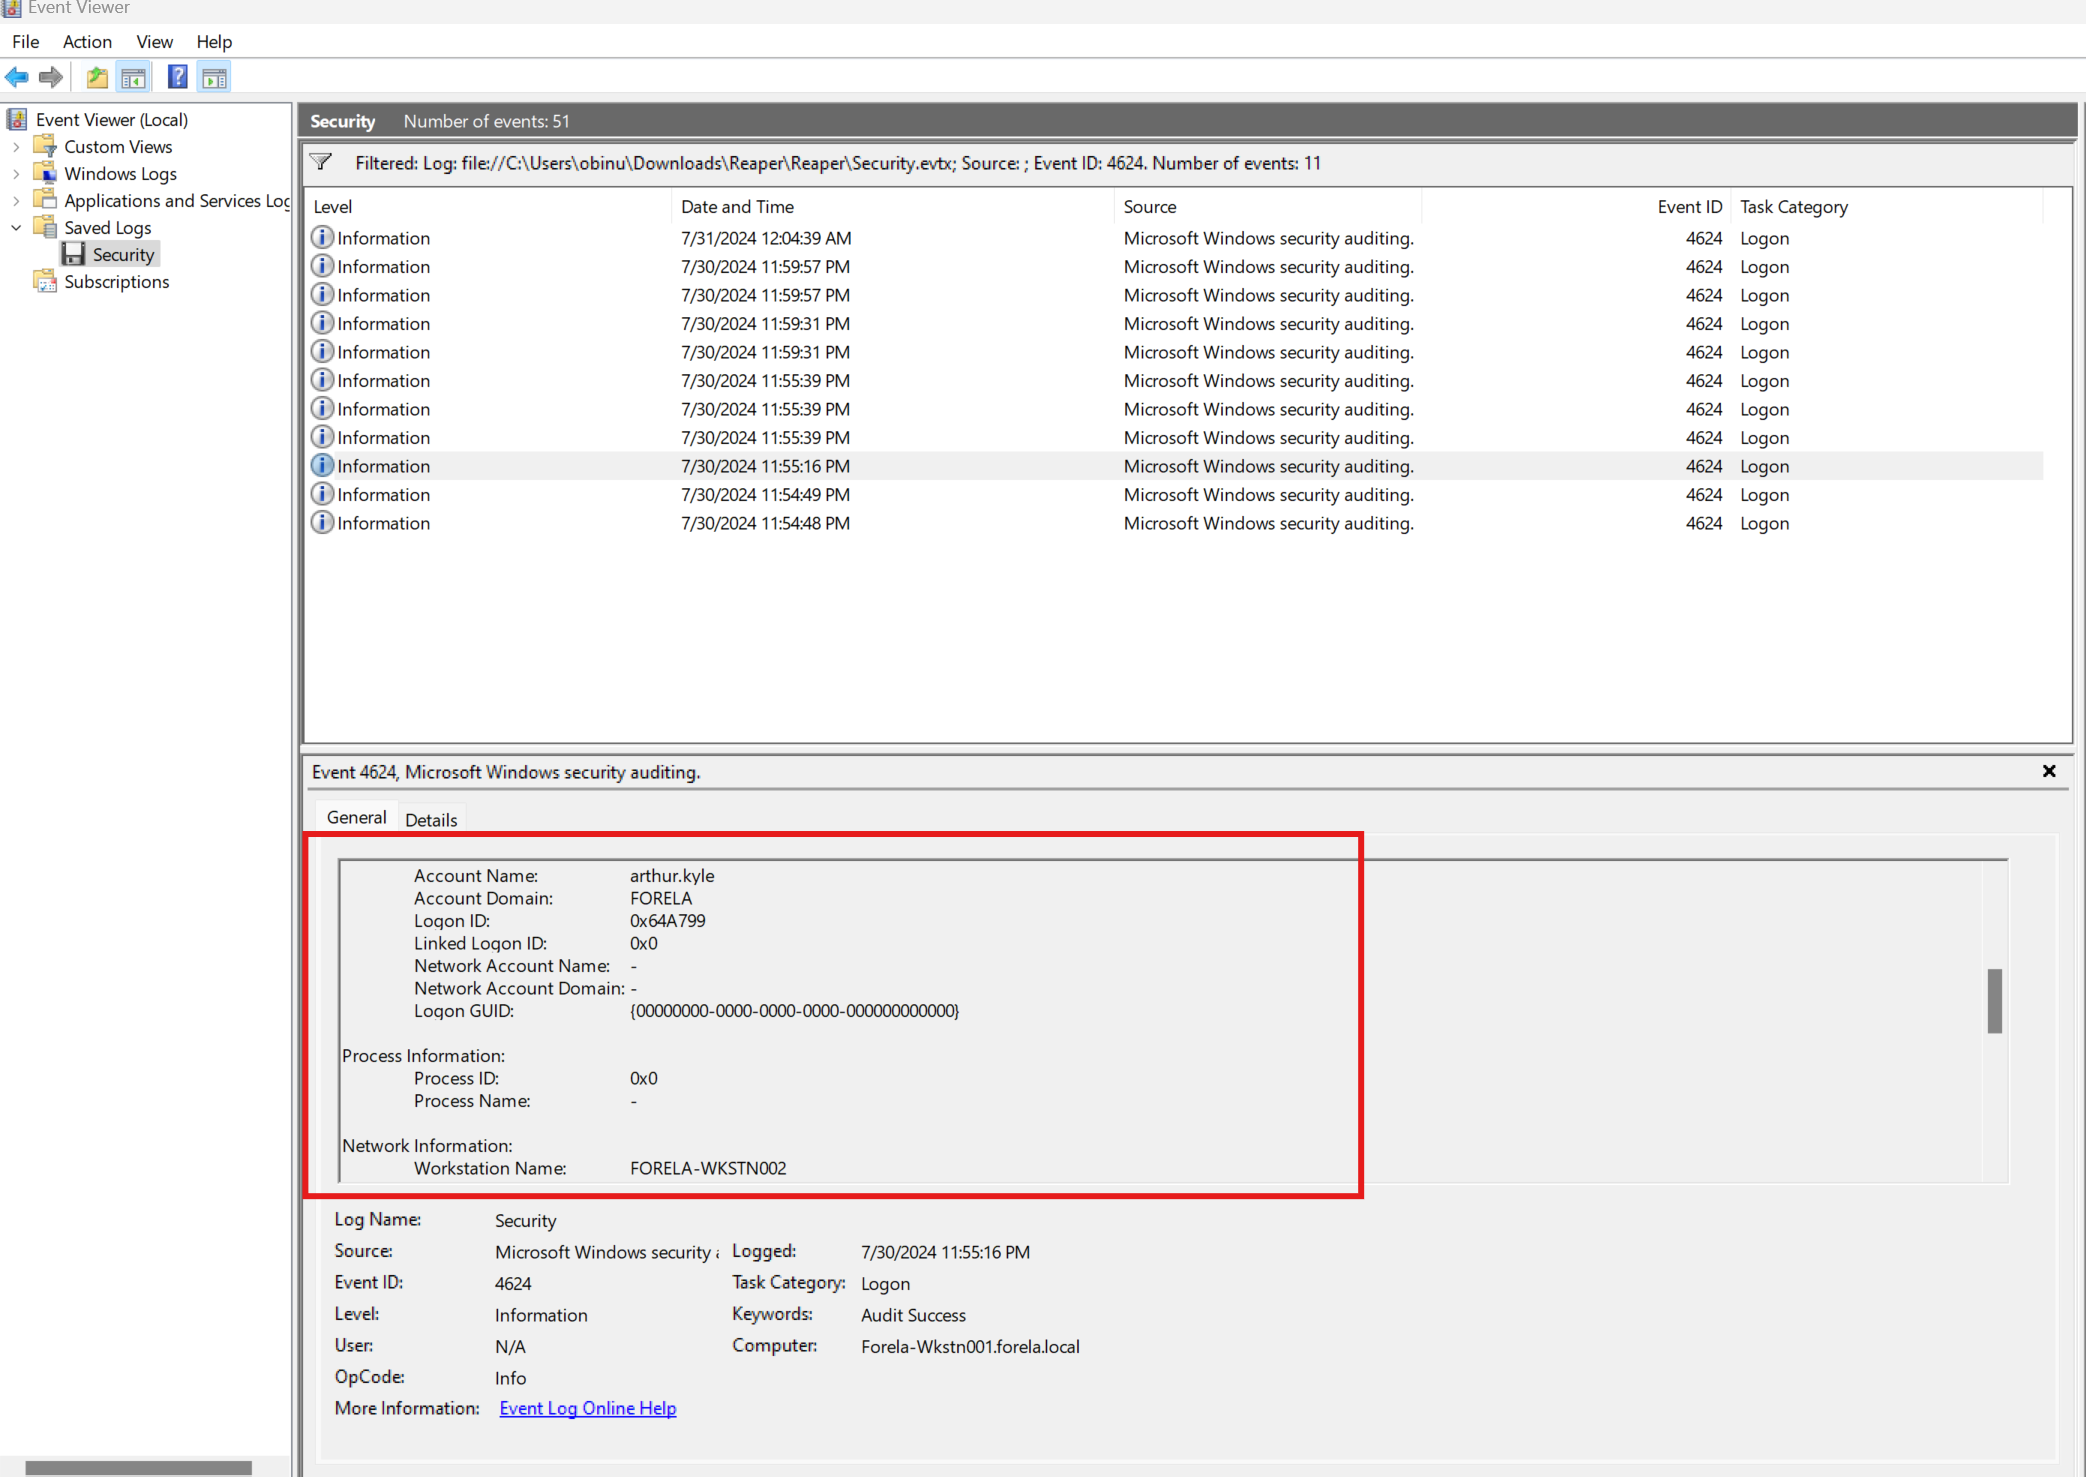 Event Viewer
File Action View Help
Event Viewer (Local)
Custom Views
Windows Logs
Applications and Services Log
Saved Logs
Security
Subscriptions
Security Number of events: 51
Filtered: Log: file://C:\Users\obinu\Downloads\Reaper\Reaper\Security.evtx; Source: ; Event ID: 4624. Number of events: 11
Level Date and Time Source Event ID Task Category
Information 7/31/2024 12:04:39 AM Microsoft Windows security auditing. 4624 Logon
Information 7/30/2024 11:59:57 PM Microsoft Windows security auditing. 4624 Logon
Information 7/30/2024 11:59:57 PM Microsoft Windows security auditing. 4624 Logon
Information 7/30/2024 11:59:31 PM Microsoft Windows security auditing. 4624 Logon
Information 7/30/2024 11:59:31 PM Microsoft Windows security auditing. 4624 Logon
Information 7/30/2024 11:55:39 PM Microsoft Windows security auditing. 4624 Logon
Information 7/30/2024 11:55:39 PM Microsoft Windows security auditing. 4624 Logon
Information 7/30/2024 11:55:39 PM Microsoft Windows security auditing. 4624 Logon
Information 7/30/2024 11:55:16 PM Microsoft Windows security auditing. 4624 Logon
Information 7/30/2024 11:54:49 PM Microsoft Windows security auditing. 4624 Logon
Information 7/30/2024 11:54:48 PM Microsoft Windows security auditing. 4624 Logon
Event 4624, Microsoft Windows security auditing.
General Details
Account Name: arthur.kyle
Account Domain: FORELA
Logon ID: 0x64A799
Linked Logon ID: 0x0
Network Account Name: -
Network Account Domain: -
Logon GUID: {00000000-0000-0000-0000-000000000000}
Process Information:
Process ID: 0x0
Process Name: -
Network Information:
Workstation Name: FORELA-WKSTN002
Log Name: Security
Source: Microsoft Windows security a Logged: 7/30/2024 11:55:16 PM
Event ID: 4624 Task Category: Logon
Level: Information Keywords: Audit Success
User: N/A Computer: Forela-Wkstn001.forela.local
OpCode: Info
More Information: Event Log Online Help